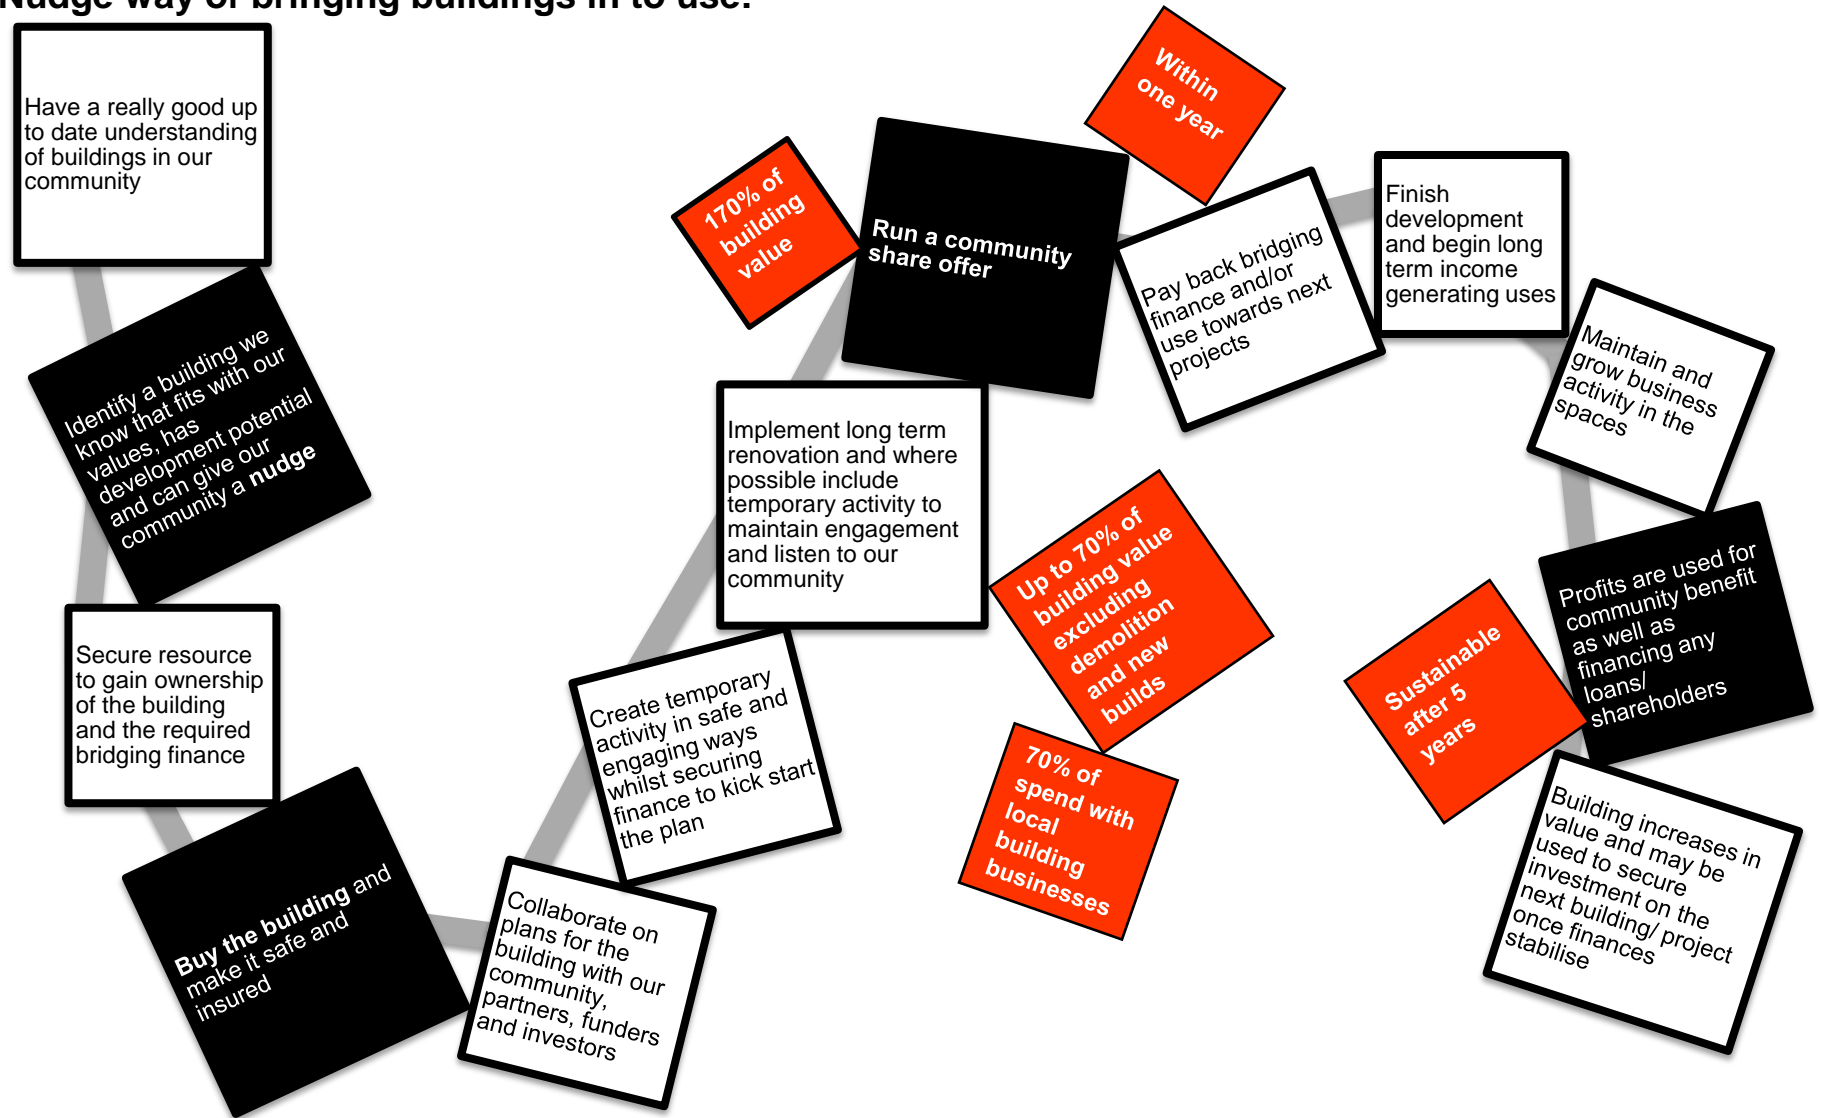 Nudge way of bringing buildings in to use:
Have a really good up
to date understanding
of buildings in our
community
Identify a building we
know that fits with our
values, has
development potential
and can give our
community a nudge
Secure resource
to gain ownership
of the building
and the required
bridging finance
Buy the building and
make it safe and
insured
Collaborate on
plans for the
building with our
community,
partners, funders
and investors
Create temporary
activity in safe and
engaging ways
whilst securing
finance to kick start
the plan
Implement long term
renovation and where
possible include
temporary activity to
maintain engagement
and listen to our
community
Up to 70% of
building value
excluding
demolition
and new
builds
70% of
spend with
local
building
businesses
170% of
building
value
Run a community
share offer
Within
one year
Pay back bridging
finance and/or
use towards next
projects
Finish
development
and begin long
term income
generating uses
Maintain and
grow business
activity in the
spaces
Profits are used for
community benefit
as well as
financing any
loans/
shareholders
Sustainable
after 5
years
Building increases in
value and may be
used to secure
investment on the
next building/ project
once finances
stabilise